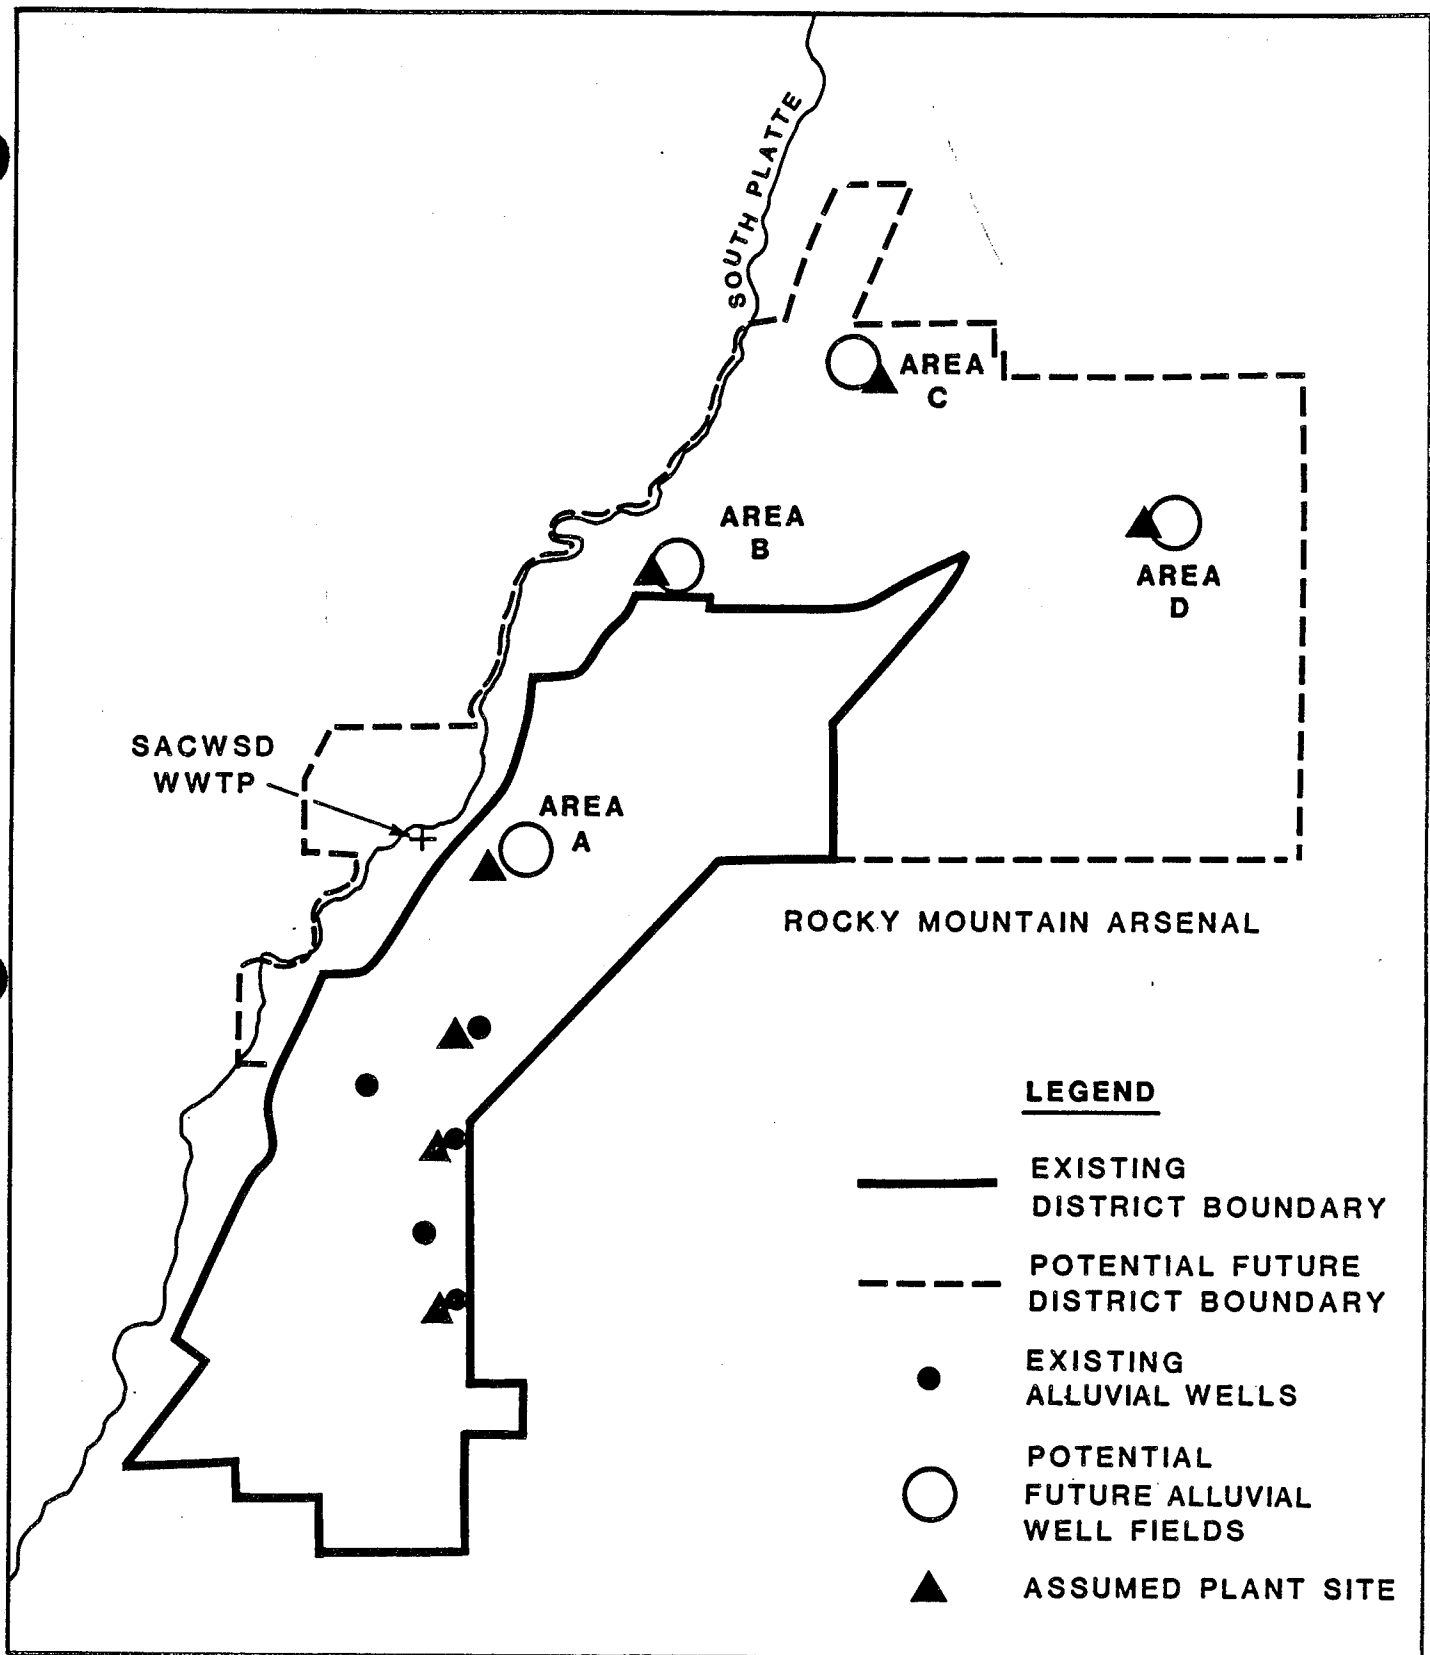 SOUTH PLATTE
AREA
C
AREA
B
AREA
D
SACWSD
WWTP
AREA
A
ROCKY MOUNTAIN ARSENAL
LEGEND
EXISTING
DISTRICT BOUNDARY
POTENTIAL FUTURE
DISTRICT BOUNDARY
EXISTING
ALLUVIAL WELLS
POTENTIAL
FUTURE ALLUVIAL
WELL FIELDS
ASSUMED PLANT SITE